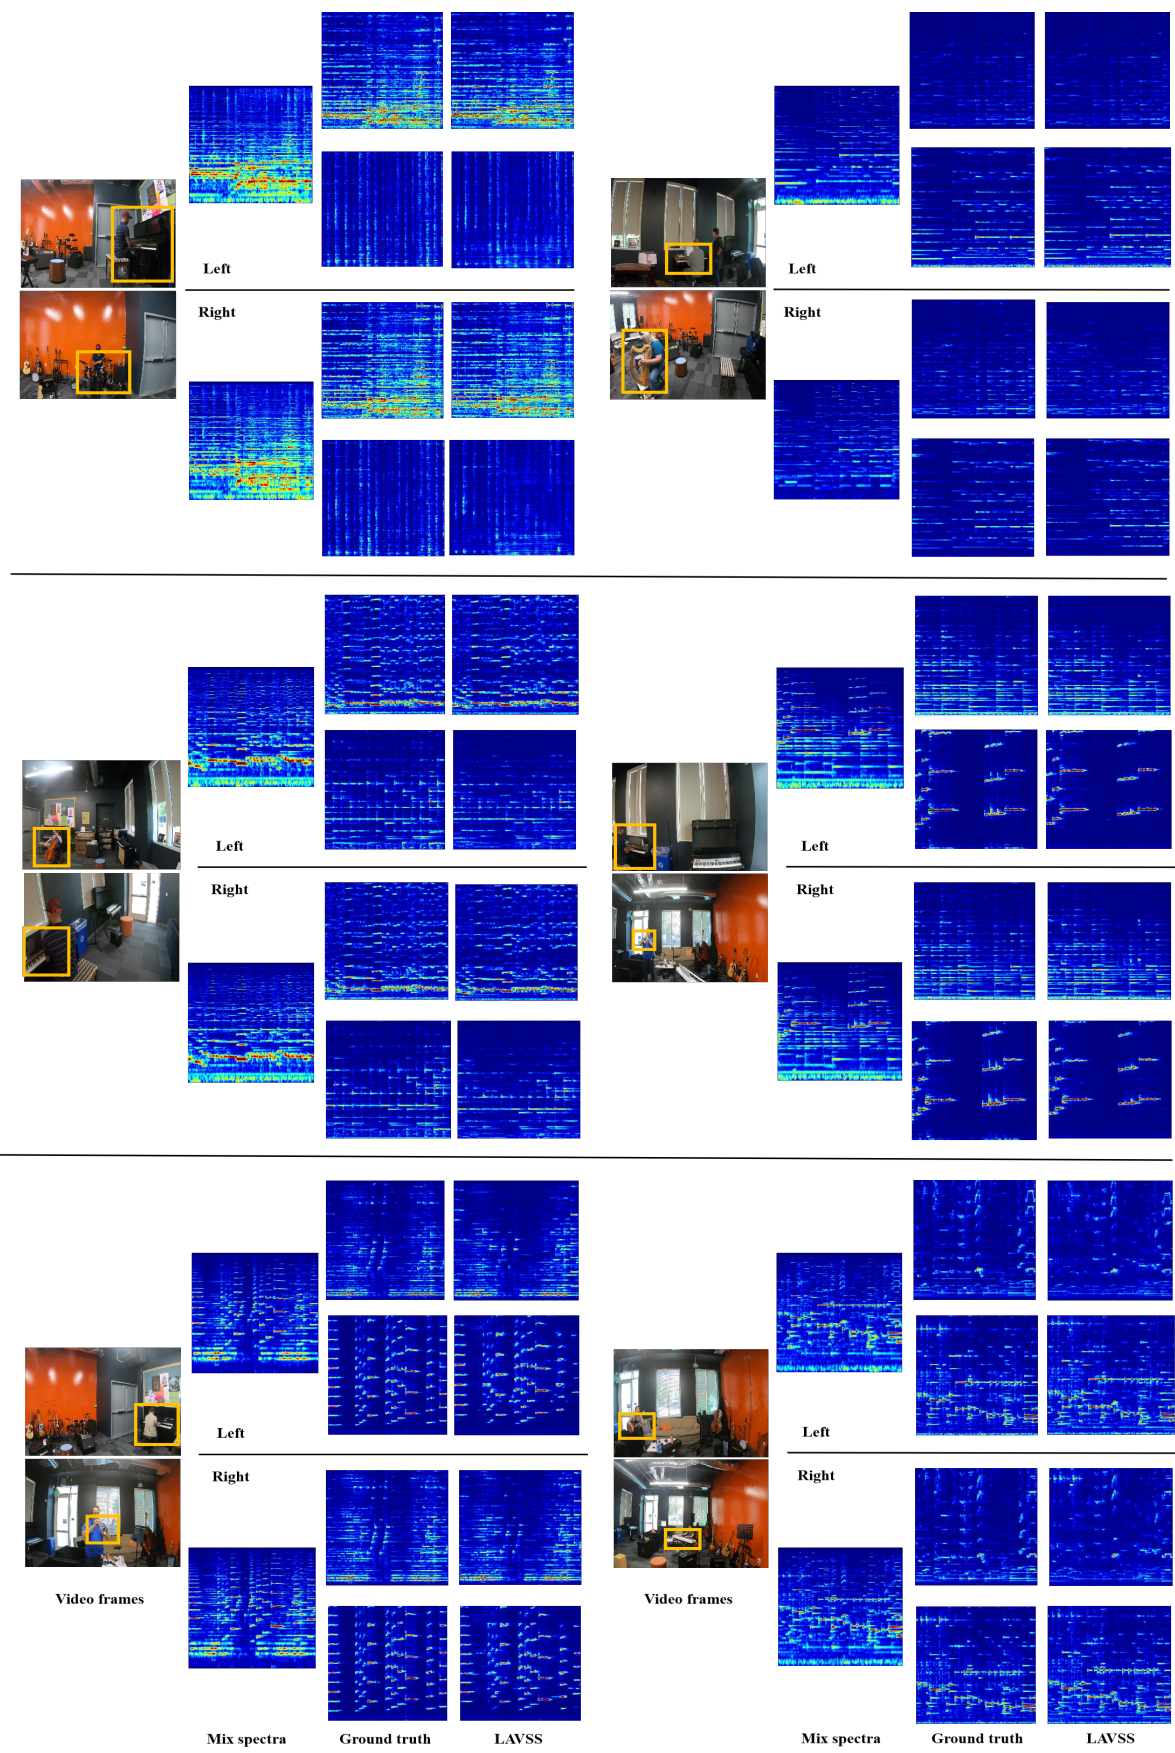 Left
Right
Left
Right
Left
Right
Left
Right
Left
Right
Left
Right
Video frames
Video frames
Mix spectra
Ground truth
LAVSS
Mix spectra
Ground truth
LAVSS